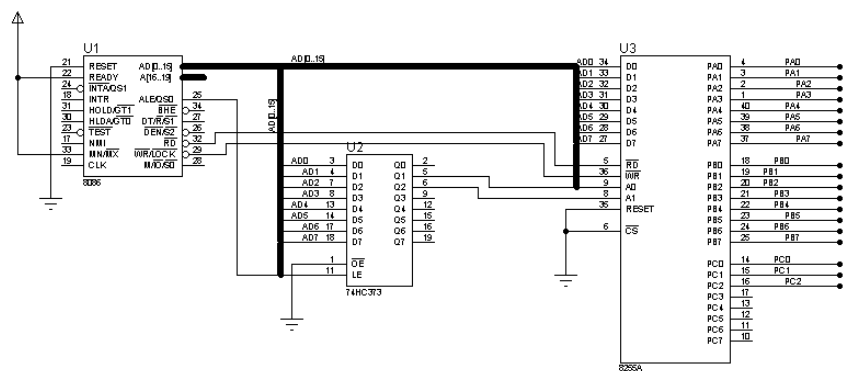 U1
21 RESET AD[0..15]
22 READY A[16..19]
24 INTA/QS1
18 INTR ALE/QS0 25
31 HOLD/GT1 BHE 34
30 HLDA/GT0 DT/R/S1 27
23 TEST DEN/S2 26
17 NMI RD 32
33 MN/MX WR/LOCK 29
19 CLK M/IO/S0 28
8086
AD[0..15]
AD[0..15]
U2
AD0 3 D0 Q0 2
AD1 4 D1 Q1 5
AD2 7 D2 Q2 6
AD3 8 D3 Q3 9
AD4 13 D4 Q4 12
AD5 14 D5 Q5 15
AD6 17 D6 Q6 16
AD7 18 D7 Q7 19
1 OE
11 LE
74HC373
U3
AD0 34 D0 PA0 4 PA0
AD1 33 D1 PA1 3 PA1
AD2 32 D2 PA2 2 PA2
AD3 31 D3 PA3 1 PA3
AD4 30 D4 PA4 40 PA4
AD5 29 D5 PA5 39 PA5
AD6 28 D6 PA6 38 PA6
AD7 27 D7 PA7 37 PA7
5 RD PB0 18 PB0
36 WR PB1 19 PB1
9 A0 PB2 20 PB2
8 A1 PB3 21 PB3
35 RESET PB4 22 PB4
PB5 23 PB5
6 CS PB6 24 PB6
PB7 25 PB7
PC0 14 PC0
PC1 15 PC1
PC2 16 PC2
PC3 17
PC4 13
PC5 12
PC6 11
PC7 10
8255A